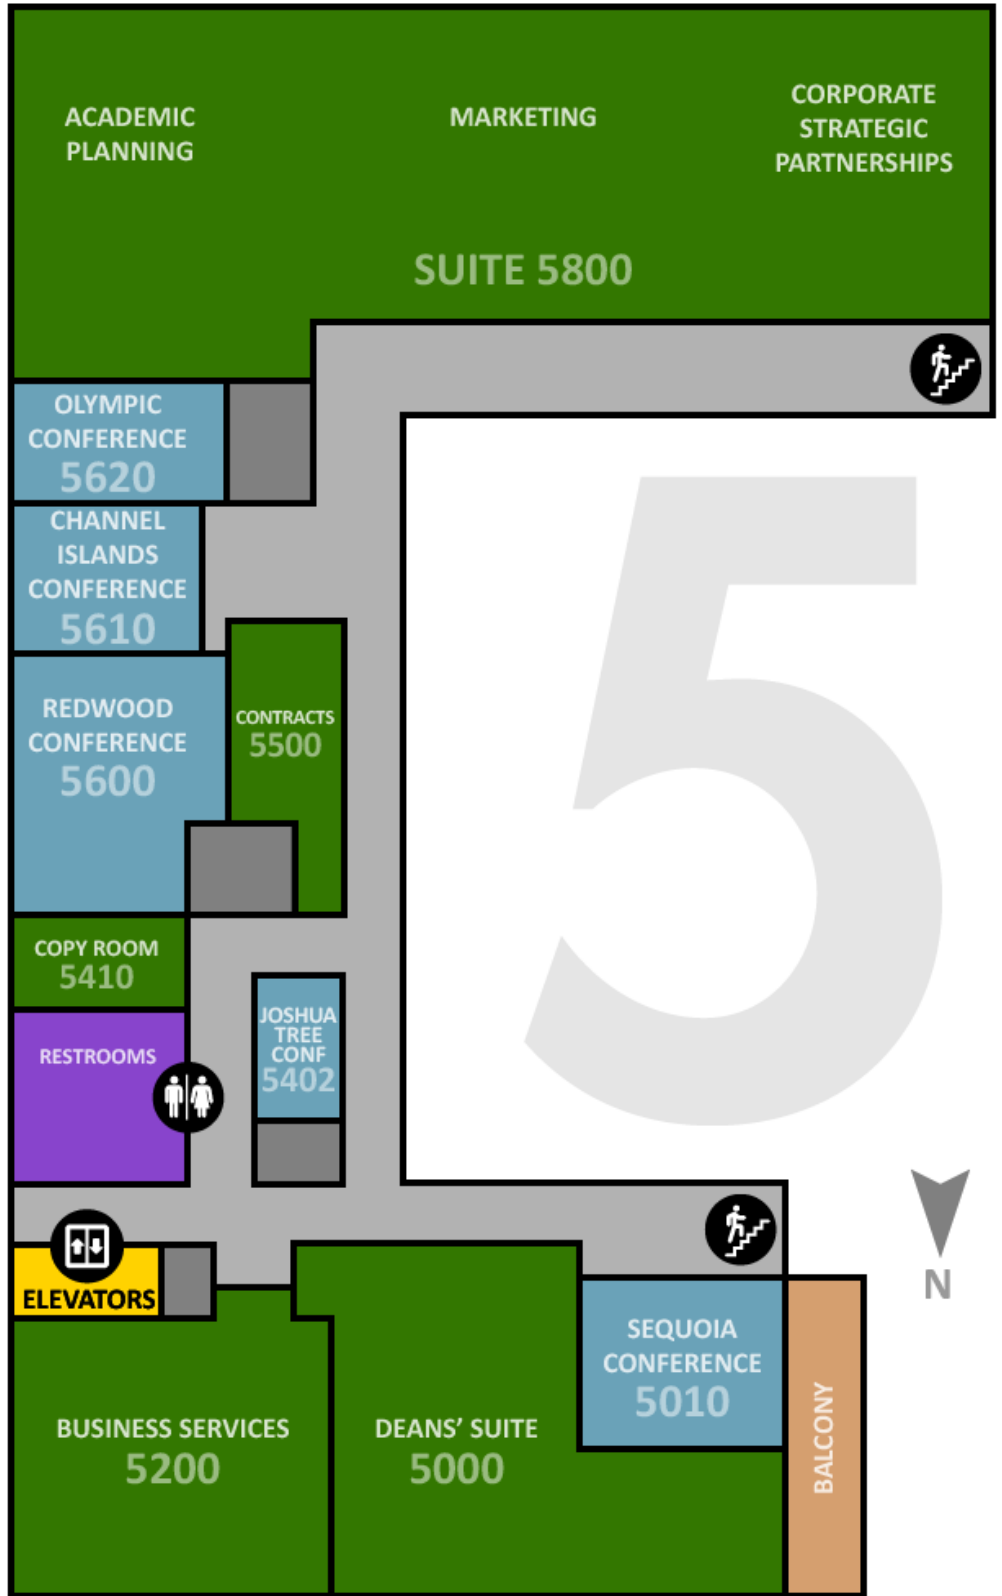 ACADEMIC
PLANNING
MARKETING
CORPORATE
STRATEGIC
PARTNERSHIPS
SUITE 5800
OLYMPIC
CONFERENCE
5620
CHANNEL
ISLANDS
CONFERENCE
5610
REDWOOD
CONFERENCE
5600
CONTRACTS
5500
5
COPY ROOM
5410
RESTROOMS
JOSHUA
TREE
CONF
5402
N
ELEVATORS
BUSINESS SERVICES
5200
DEANS' SUITE
5000
SEQUOIA
CONFERENCE
5010
BALCONY